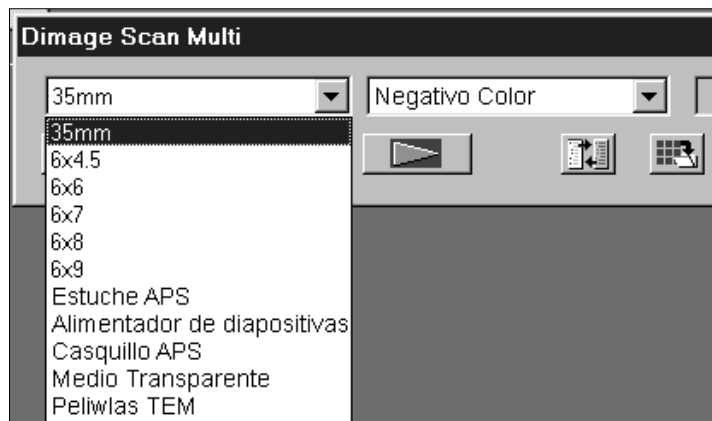 Dimage Scan Multi
35mm
Negativo Color
35mm
6x4.5
6x6
6x7
6x8
6x9
Estuche APS
Alimentador de diapositivas
Casquillo APS
Medio Transparente
Peliwlas TEM